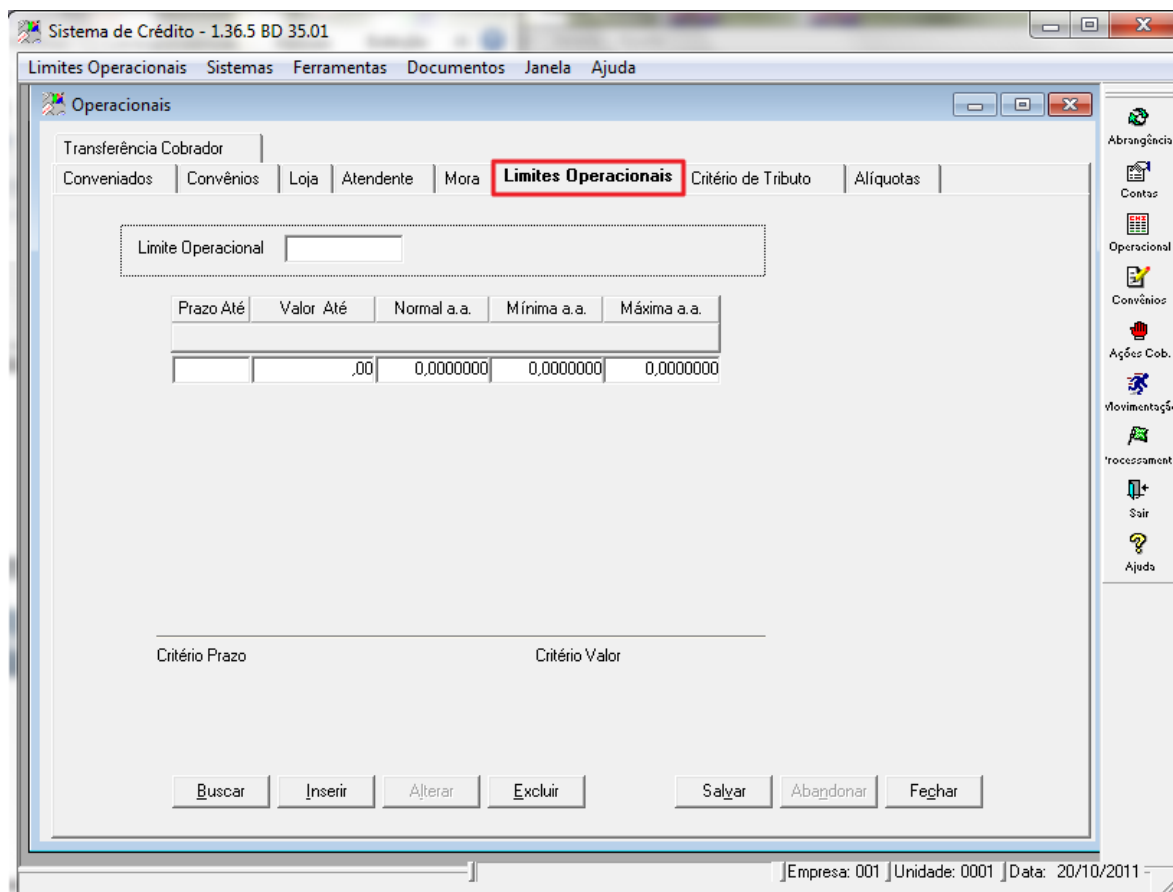 Sistema de Crédito - 1.36.5 BD 35.01
Limites Operacionais Sistemas Ferramentas Documentos Janela Ajuda
Operacionais
Transferência Cobrador
Conveniados Convênios Loja Atendente Mora Limites Operacionais Critério de Tributo Alíquotas
Limite Operacional
Prazo Até Valor Até Normal a.a. Mínima a.a. Máxima a.a.
,00 0,0000000 0,0000000 0,0000000
Critério Prazo Critério Valor
Buscar Inserir Alterar Excluir Salvar Abandonar Fechar
Abrangência
Contas
Operacional
Convênios
Ações Cob.
Movimentaçã
rocessament
Sair
Ajuda
Empresa: 001 Unidade: 0001 Data: 20/10/2011